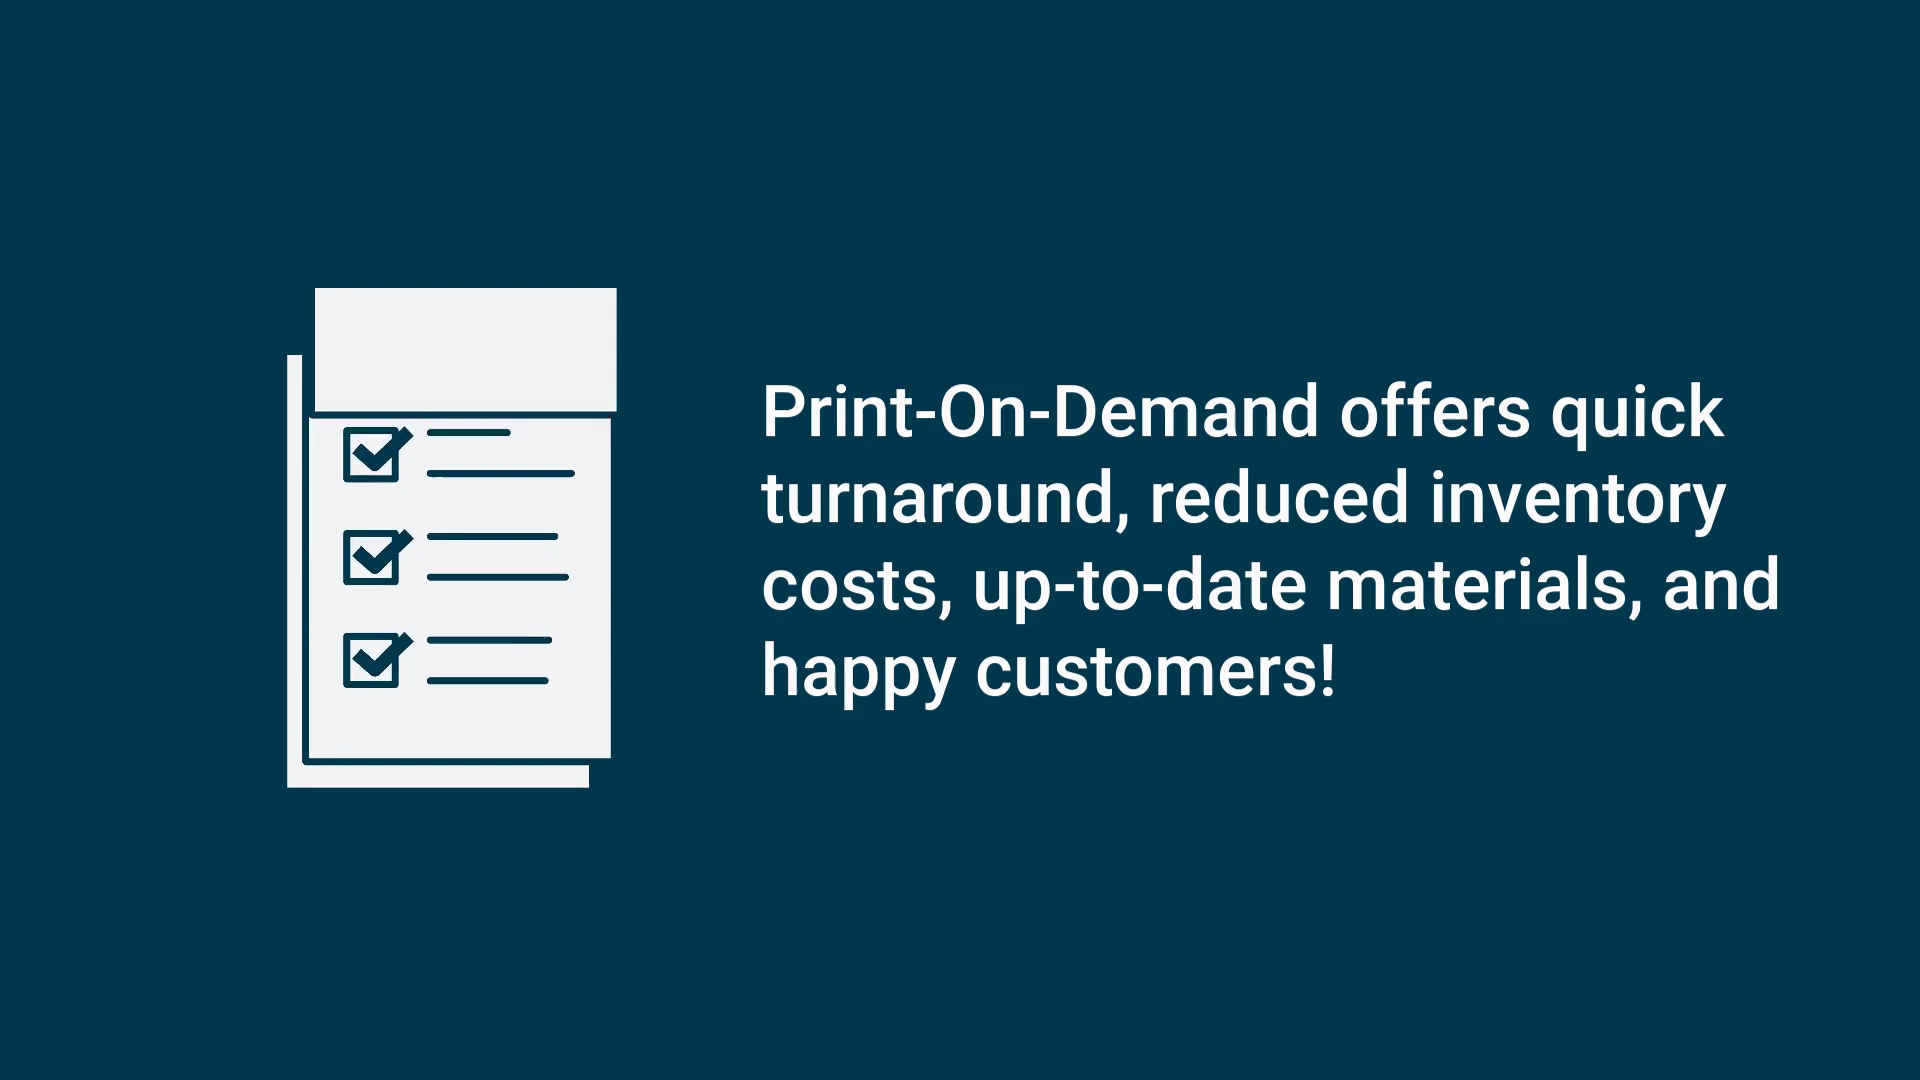 Print-On-Demand offers quick
turnaround, reduced inventory
costs, up-to-date materials, and
happy customers!